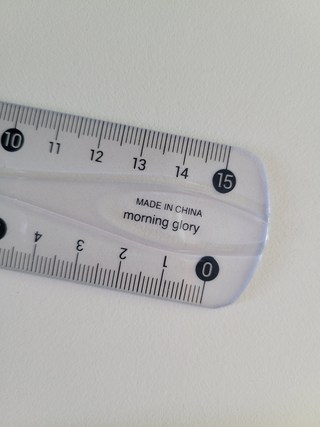 10 11 12 13 14 15
MADE IN CHINA
morning glory
4 3 2 1 0